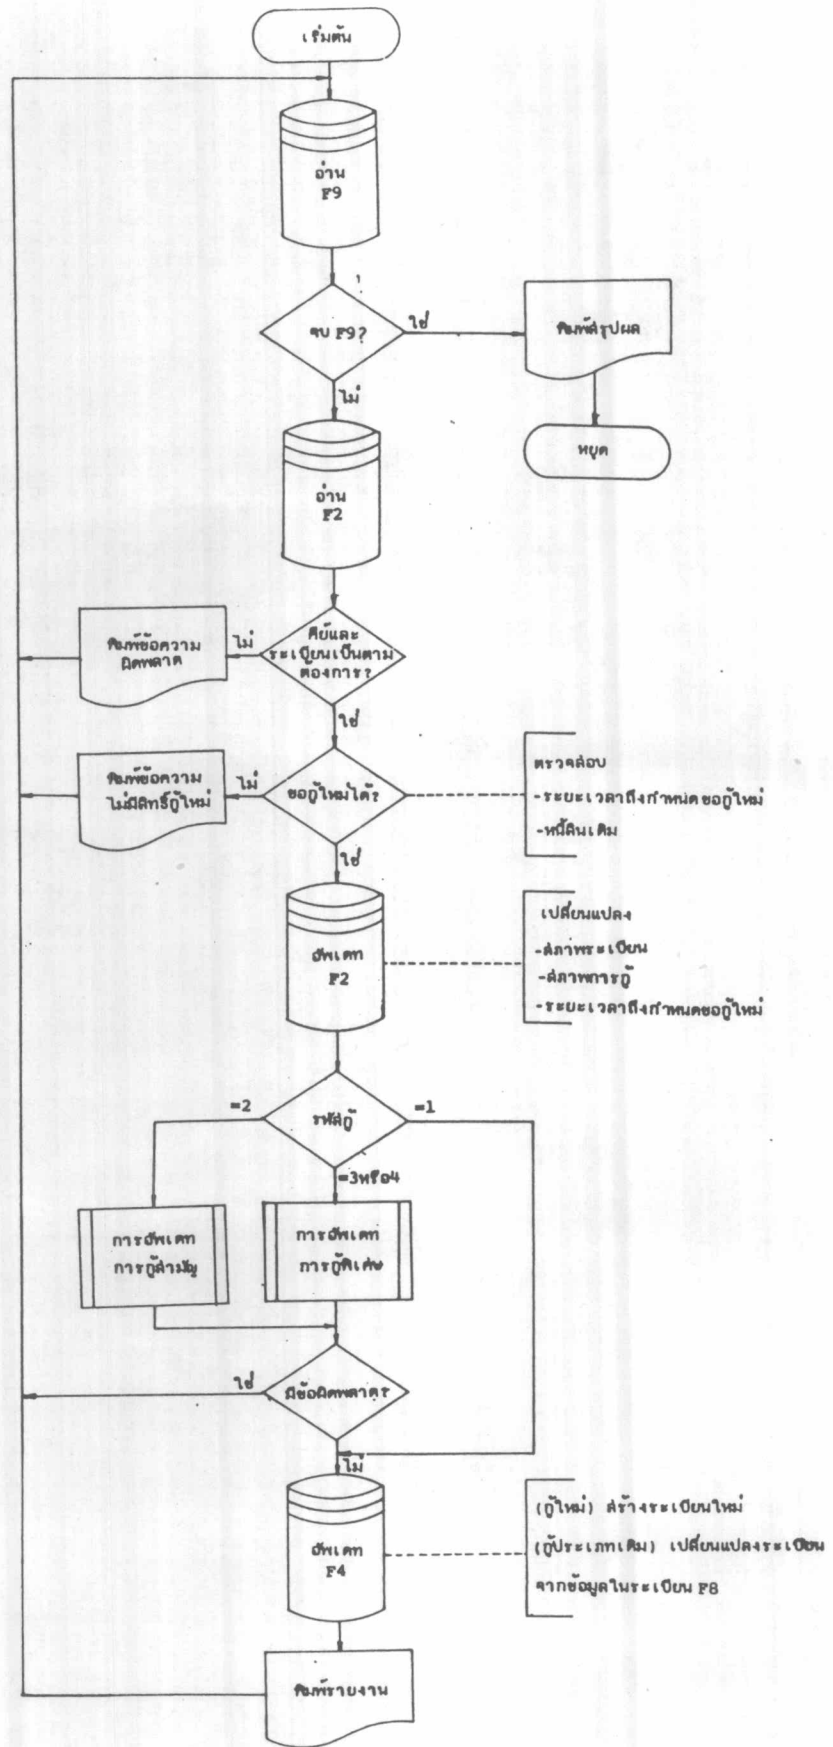 เริ่มต้น
อ่าน
F9
จบ F9?
ใช่
พิมพ์สรุปผล
หยุด
ไม่
อ่าน
F2
คีย์และ
ระเบียนเป็นตาม
ต้องการ?
ไม่
พิมพ์ข้อความ
ผิดพลาด
ใช่
ขอกู้ใหม่ได้?
ไม่
พิมพ์ข้อความ
ไม่มีสิทธิ์กู้ใหม่
ตรวจสอบ
-ระยะเวลาถึงกำหนดขอกู้ใหม่
-หนี้สินเดิม
ใช่
อัพเดท
F2
เปลี่ยนแปลง
-สภาพระเบียน
-สภาพการกู้
-ระยะเวลาถึงกำหนดขอกู้ใหม่
รหัสกู้
=2
=1
=3หรือ4
การอัพเดท
การกู้สามัญ
การอัพเดท
การกู้พิเศษ
มีข้อผิดพลาด?
ใช่
ไม่
อัพเดท
F4
(กู้ใหม่) สร้างระเบียนใหม่
(กู้ประเภทเดิม) เปลี่ยนแปลงระเบียน
จากข้อมูลในระเบียน F8
พิมพ์รายงาน